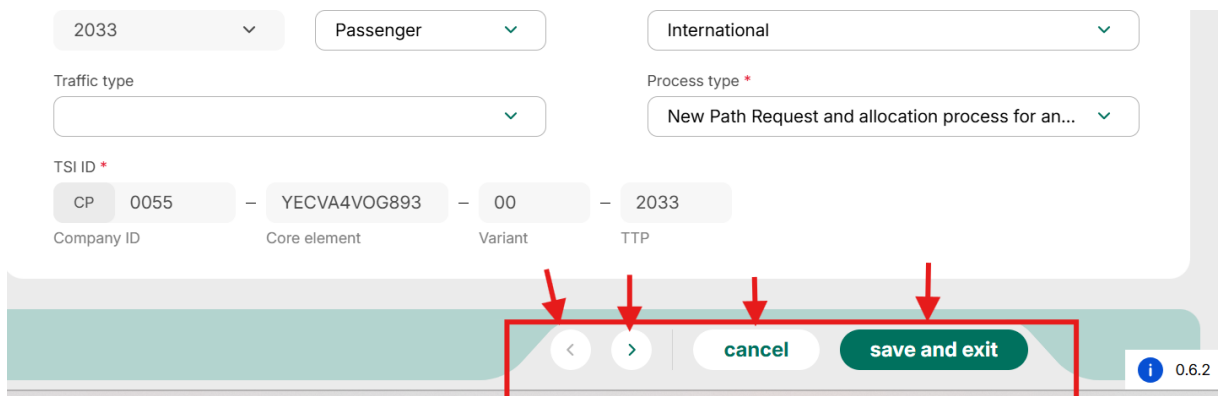 2033 Passenger International
Traffic type Process type *
New Path Request and allocation process for an...
TSI ID *
CP 0055 – YECVA4VOG893 – 00 – 2033
Company ID Core element Variant TTP
cancel save and exit
i 0.6.2